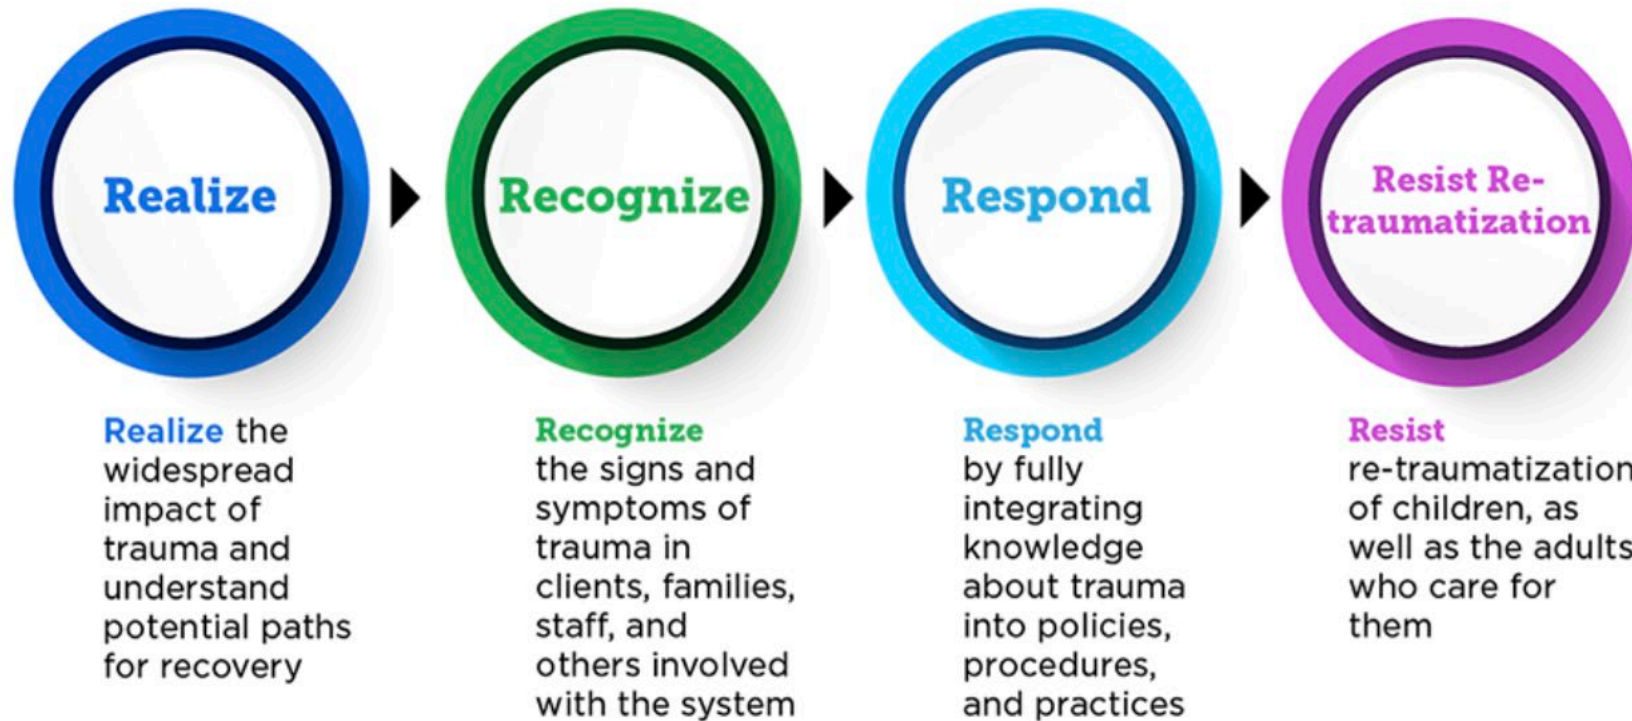 Realize
Recognize
Respond
Resist Re-
traumatization
Realize the
widespread
impact of
trauma and
understand
potential paths
for recovery
Recognize
the signs and
symptoms of
trauma in
clients, families,
staff, and
others involved
with the system
Respond
by fully
integrating
knowledge
about trauma
into policies,
procedures,
and practices
Resist
re-traumatization
of children, as
well as the adults
who care for
them